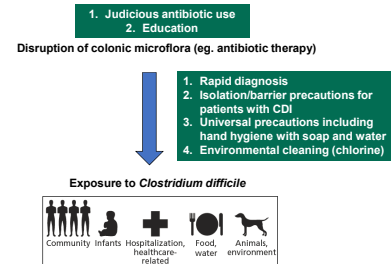 1. Judicious antibiotic use
2. Education
Disruption of colonic microflora (eg. antibiotic therapy)
1. Rapid diagnosis
2. Isolation/barrier precautions for
patients with CDI
3. Universal precautions including
hand hygiene with soap and water
4. Environmental cleaning (chlorine)
Exposure to Clostridium difficile
Community Infants Hospitalization, Food, Animals,
healthcare- water environment
related